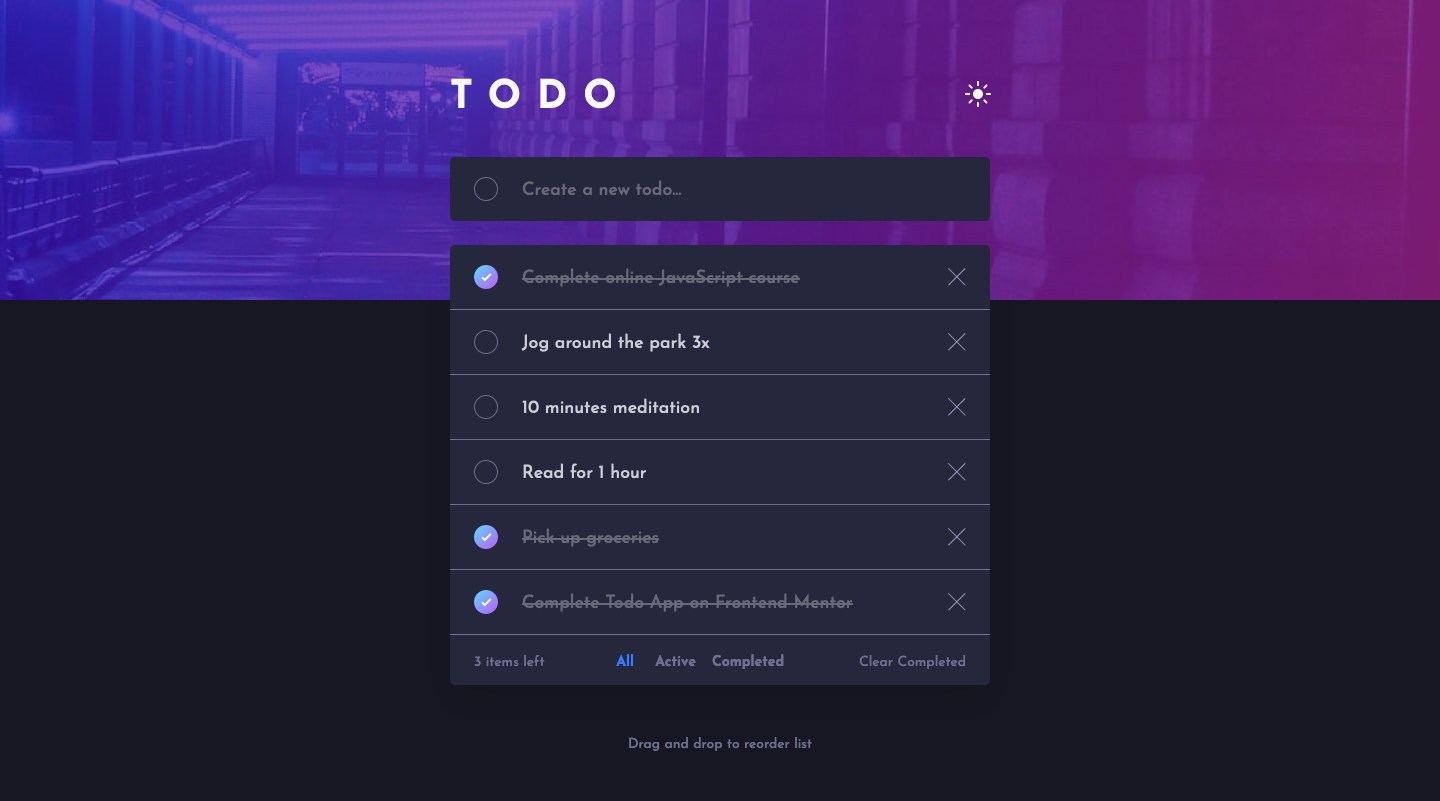 TODO
Create a new todo...
Complete online JavaScript course
Jog around the park 3x
10 minutes meditation
Read for 1 hour
Pick up groceries
Complete Todo App on Frontend Mentor
3 items left All Active Completed Clear Completed
Drag and drop to reorder list